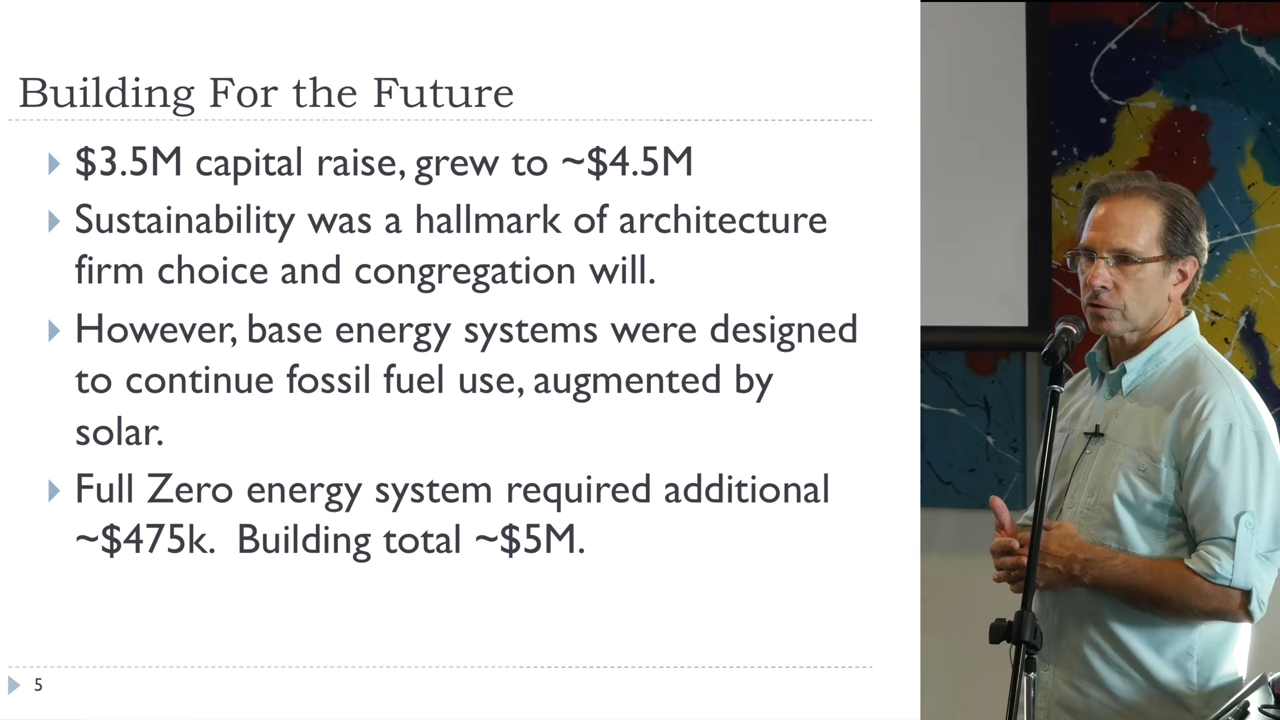 Building For the Future
$3.5M capital raise, grew to ~$4.5M
Sustainability was a hallmark of architecture
firm choice and congregation will.
However, base energy systems were designed
to continue fossil fuel use, augmented by
solar.
Full Zero energy system required additional
~$475k.  Building total ~$5M.
5